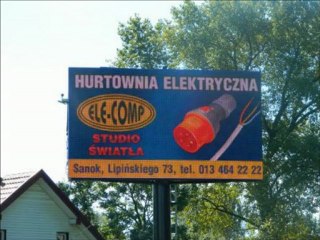 HURTOWNIA ELEKTRYCZNA
ELE-COMP
STUDIO
ŚWIATŁA
Sanok, Lipińskiego 73, tel. 013 464 22 22